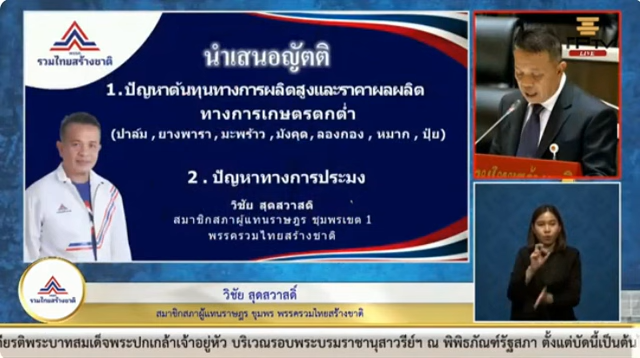 รวมไทยสร้างชาติ
นำเสนอญัตติ
1.ปัญหาต้นทุนทางการผลิตสูงและราคาผลผลิต
ทางการเกษตรตกต่ำ
(ปาล์ม , ยางพารา , มะพร้าว , มังคุด , ลองกอง , หมาก , ปุ๋ย)
2 . ปัญหาทางการประมง
วิชัย สุดสวาสดิ์
สมาชิกสภาผู้แทนราษฎร ชุมพรเขต 1
พรรครวมไทยสร้างชาติ
LIVE
รวมไทยสร้างชาติ
วิชัย สุดสวาสดิ์
สมาชิกสภาผู้แทนราษฎร ชุมพร พรรครวมไทยสร้างชาติ
เกียรติพระบาทสมเด็จพระปกเกล้าเจ้าอยู่หัว บริเวณรอบพระบรมราชานุสาวรีย์ฯ ณ พิพิธภัณฑ์รัฐสภา ตั้งแต่บัดนี้เป็นต้น